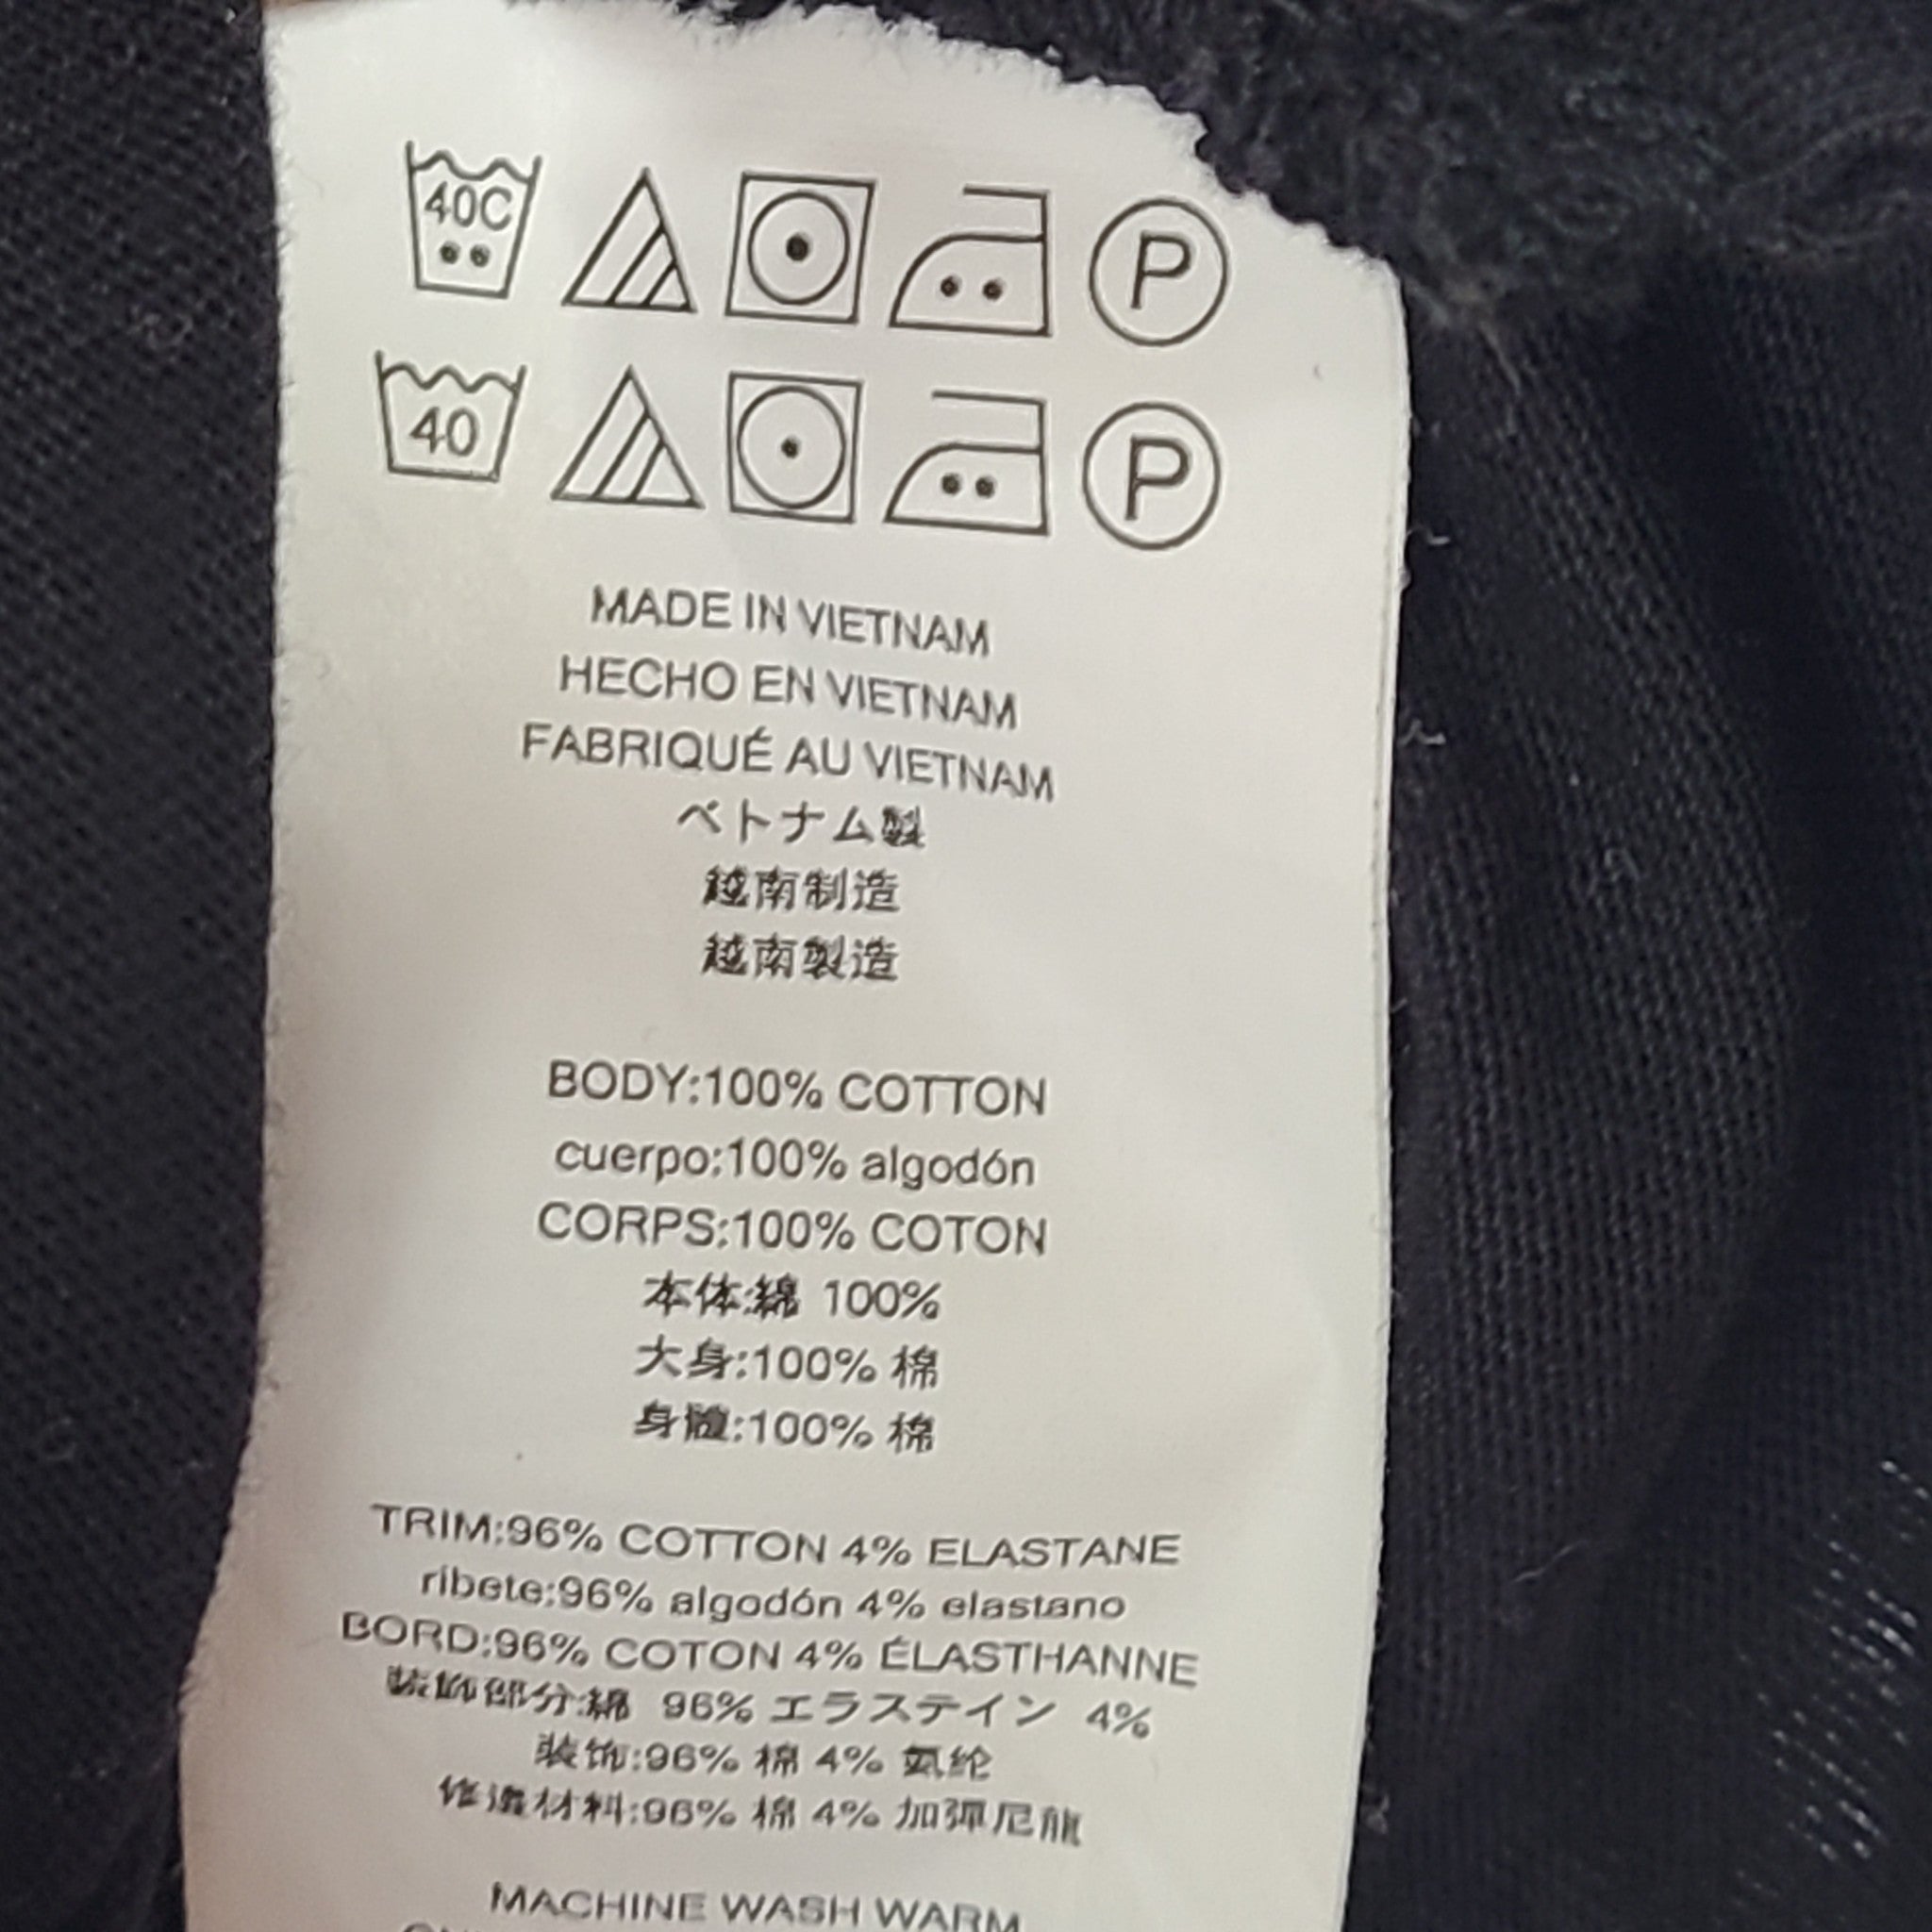 40C
P
40
P
MADE IN VIETNAM
HECHO EN VIETNAM
FABRIQUÉ AU VIETNAM
ベトナム製
越南制造
越南製造
BODY:100% COTTON
cuerpo:100% algodón
CORPS:100% COTON
本体:綿 100%
大身:100% 棉
身體:100% 棉
TRIM:96% COTTON 4% ELASTANE
ribete:96% algodón 4% elastano
BORD:96% COTON 4% ÉLASTHANNE
装飾部分:綿 96% エラステイン 4%
装饰:96% 棉 4% 氨纶
修邊材料:96% 棉 4% 加彈尼龍
MACHINE WASH WARM